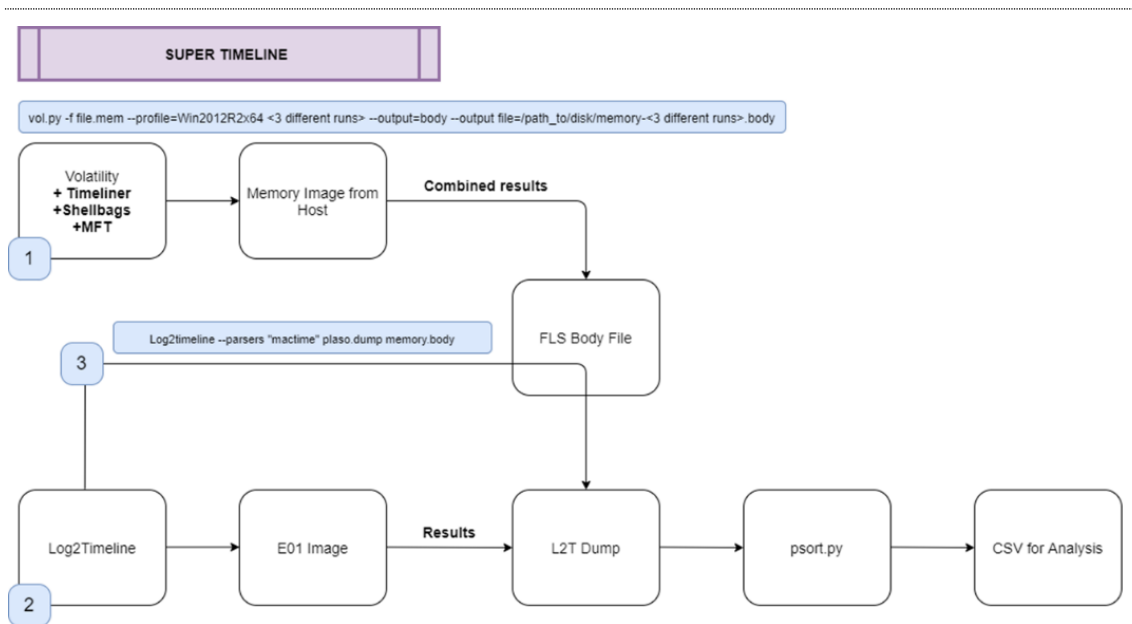 SUPER TIMELINE
vol.py -f file.mem --profile=Win2012R2x64 <3 different runs> --output=body --output file=/path_to/disk/memory-<3 different runs>.body
Volatility
+ Timeliner
+Shellbags
+MFT
1
Memory Image from
Host
Combined results
FLS Body File
Log2timeline --parsers "mactime" plaso.dump memory.body
3
Log2Timeline
2
E01 Image
Results
L2T Dump
psort.py
CSV for Analysis